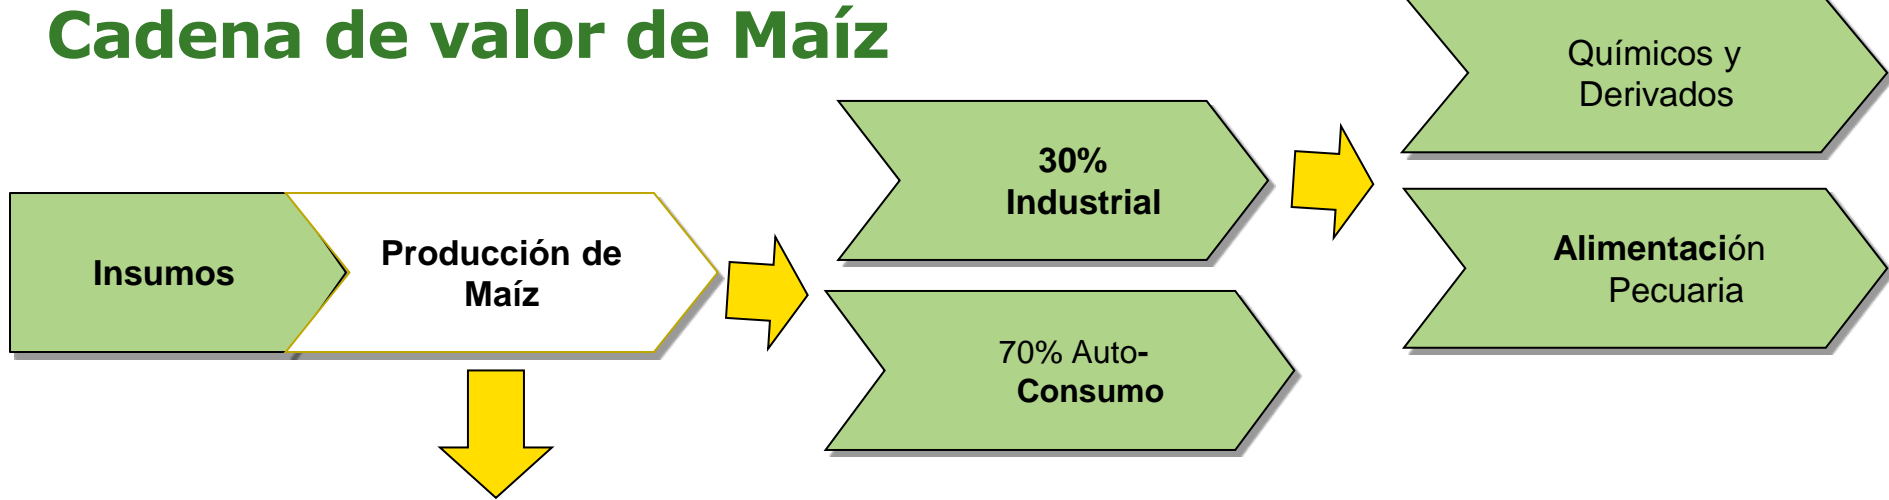 Cadena de valor de Maíz
Insumos
Producción de
Maíz
30%
Industrial
70% Auto-
Consumo
Químicos y
Derivados
Alimentación
Pecuaria